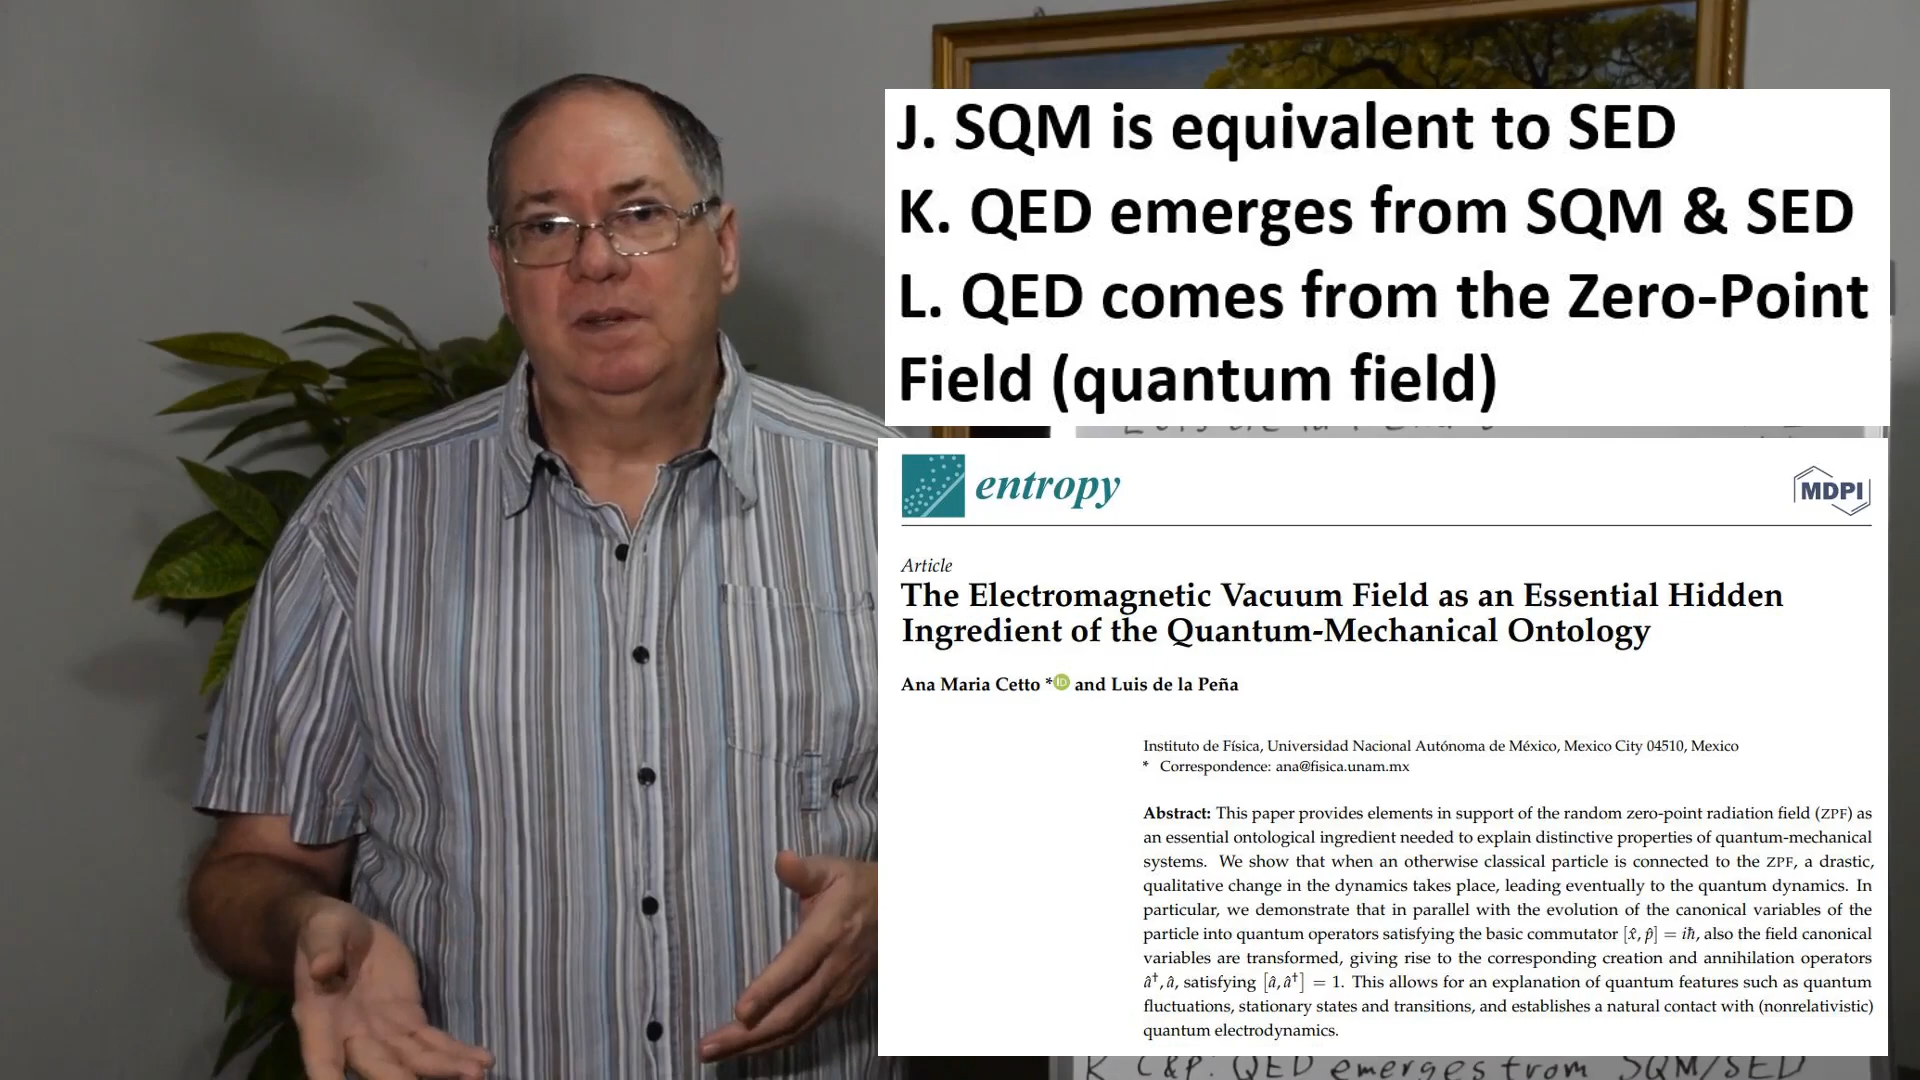 J. SQM is equivalent to SED
K. QED emerges from SQM & SED
L. QED comes from the Zero-Point
Field (quantum field)
entropy
MDPI
Article
The Electromagnetic Vacuum Field as an Essential Hidden
Ingredient of the Quantum-Mechanical Ontology
Ana Maria Cetto * iD and Luis de la Peña
Instituto de Física, Universidad Nacional Autónoma de México, Mexico City 04510, Mexico
* Correspondence: ana@fisica.unam.mx
Abstract: This paper provides elements in support of the random zero-point radiation field (ZPF) as
an essential ontological ingredient needed to explain distinctive properties of quantum-mechanical
systems. We show that when an otherwise classical particle is connected to the ZPF, a drastic,
qualitative change in the dynamics takes place, leading eventually to the quantum dynamics. In
particular, we demonstrate that in parallel with the evolution of the canonical variables of the
particle into quantum operators satisfying the basic commutator [x̂, p̂] = iħ, also the field canonical
variables are transformed, giving rise to the corresponding creation and annihilation operators
â†, â, satisfying [â, â†] = 1. This allows for an explanation of quantum features such as quantum
fluctuations, stationary states and transitions, and establishes a natural contact with (nonrelativistic)
quantum electrodynamics.
K C&P: QED emerges from SQM/SED